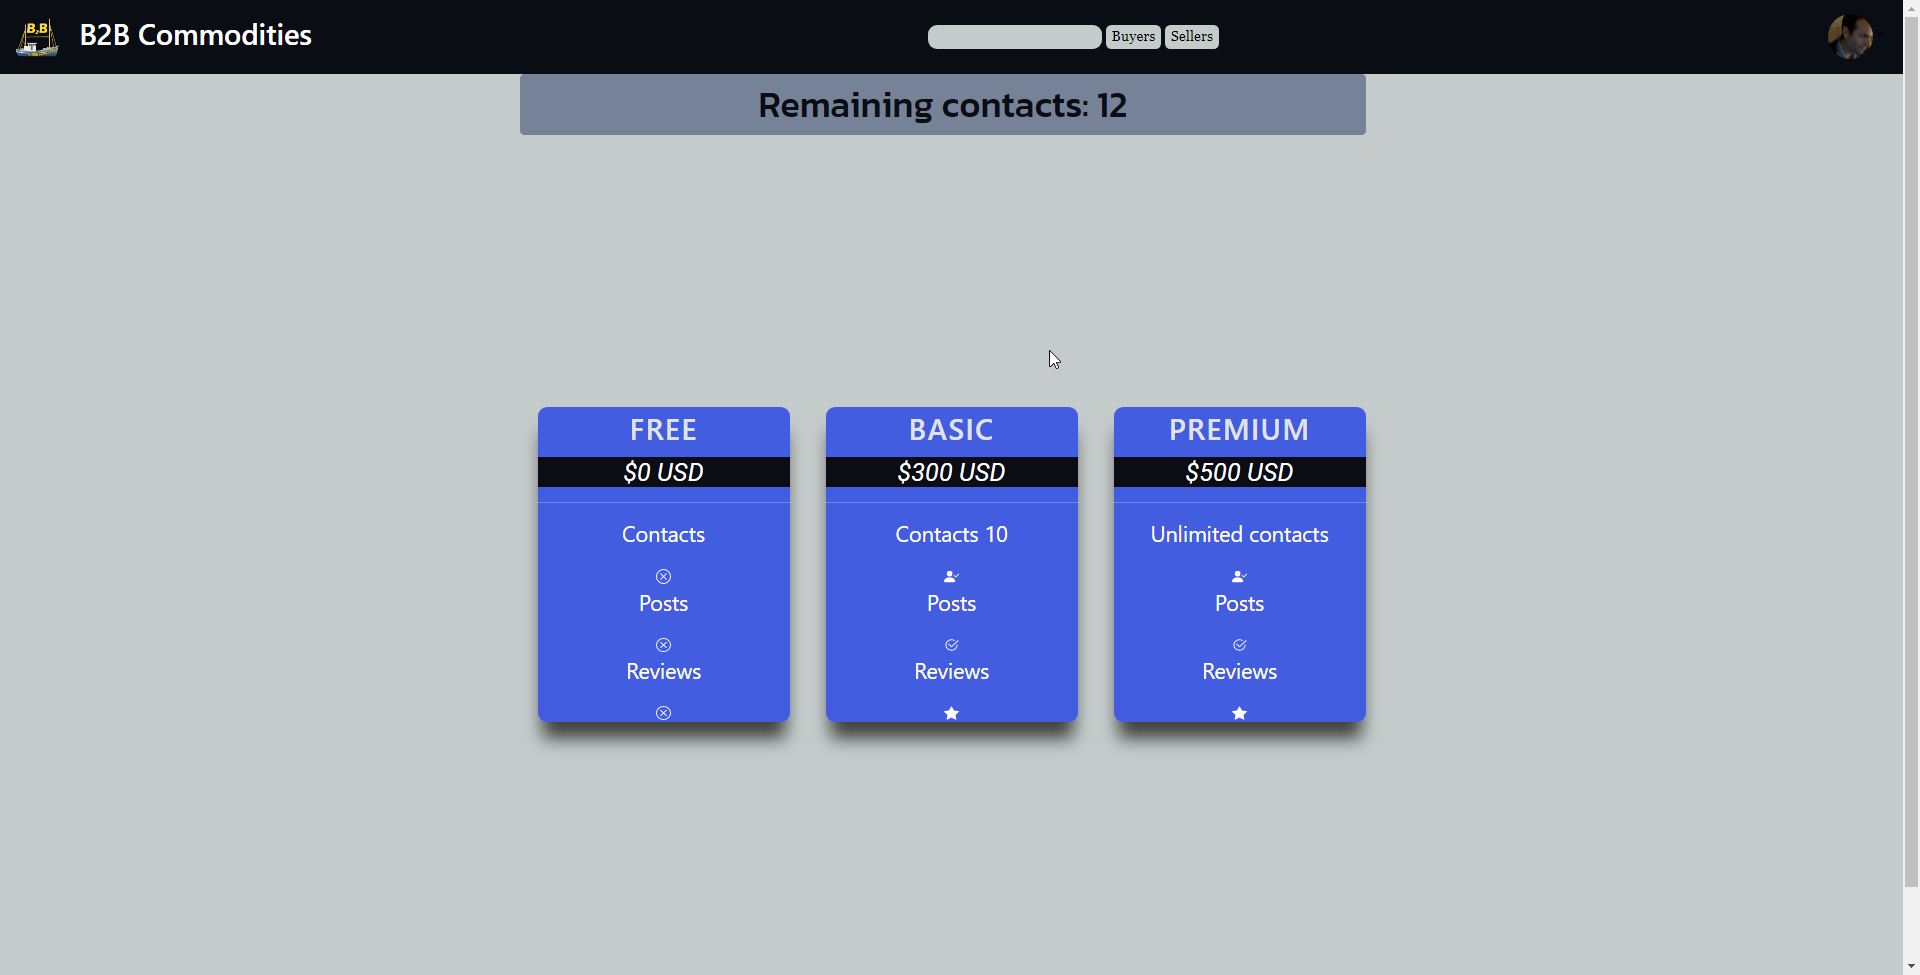 B2B
B2B Commodities
Buyers
Sellers
Remaining contacts: 12
FREE
$0 USD
Contacts
Posts
Reviews
BASIC
$300 USD
Contacts 10
Posts
Reviews
PREMIUM
$500 USD
Unlimited contacts
Posts
Reviews